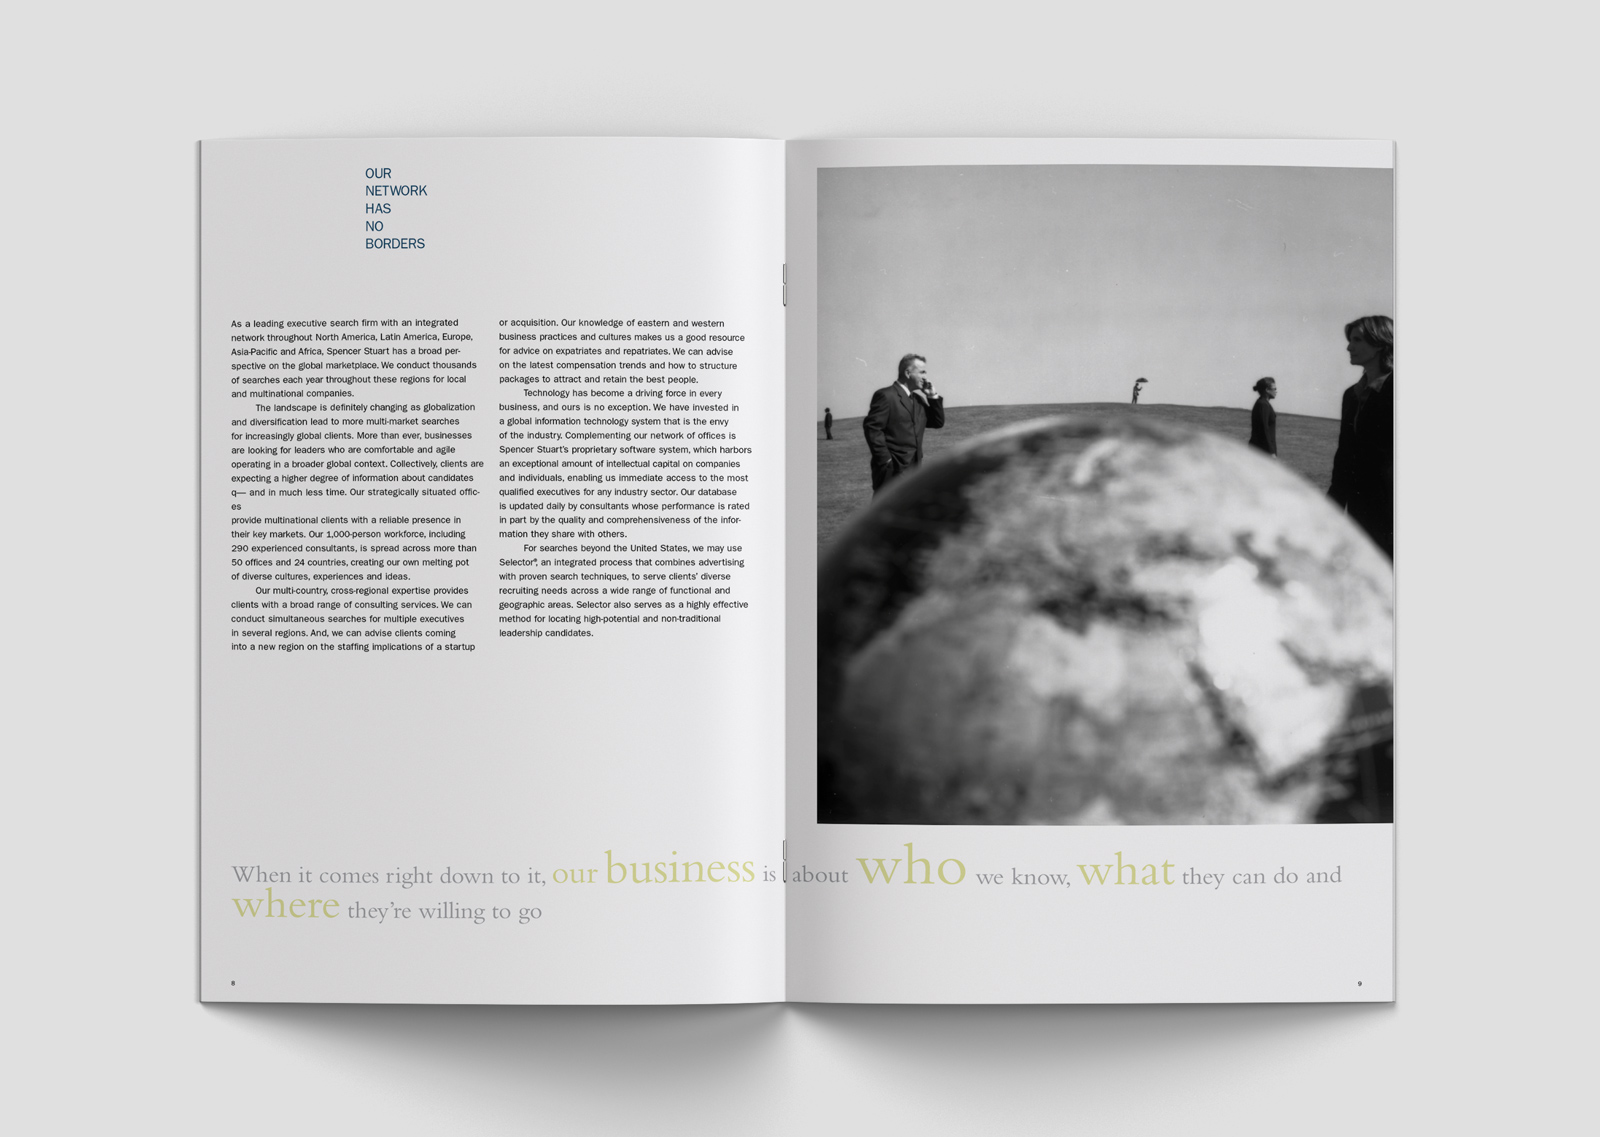 OUR
NETWORK
HAS
NO
BORDERS
As a leading executive search firm with an integrated
network throughout North America, Latin America, Europe,
Asia-Pacific and Africa, Spencer Stuart has a broad per-
spective on the global marketplace. We conduct thousands
of searches each year throughout these regions for local
and multinational companies.
The landscape is definitely changing as globalization
and diversification lead to more multi-market searches
for increasingly global clients. More than ever, businesses
are looking for leaders who are comfortable and agile
operating in a broader global context. Collectively, clients are
expecting a higher degree of information about candidates
q— and in much less time. Our strategically situated offic-
es
provide multinational clients with a reliable presence in
their key markets. Our 1,000-person workforce, including
290 experienced consultants, is spread across more than
50 offices and 24 countries, creating our own melting pot
of diverse cultures, experiences and ideas.
Our multi-country, cross-regional expertise provides
clients with a broad range of consulting services. We can
conduct simultaneous searches for multiple executives
in several regions. And, we can advise clients coming
into a new region on the staffing implications of a startup
or acquisition. Our knowledge of eastern and western
business practices and cultures makes us a good resource
for advice on expatriates and repatriates. We can advise
on the latest compensation trends and how to structure
packages to attract and retain the best people.
Technology has become a driving force in every
business, and ours is no exception. We have invested in
a global information technology system that is the envy
of the industry. Complementing our network of offices is
Spencer Stuart's proprietary software system, which harbors
an exceptional amount of intellectual capital on companies
and individuals, enabling us immediate access to the most
qualified executives for any industry sector. Our database
is updated daily by consultants whose performance is rated
in part by the quality and comprehensiveness of the infor-
mation they share with others.
For searches beyond the United States, we may use
Selector®, an integrated process that combines advertising
with proven search techniques, to serve clients' diverse
recruiting needs across a wide range of functional and
geographic areas. Selector also serves as a highly effective
method for locating high-potential and non-traditional
leadership candidates.
When it comes right down to it, our business is about who we know, what they can do and
where they're willing to go
8
9